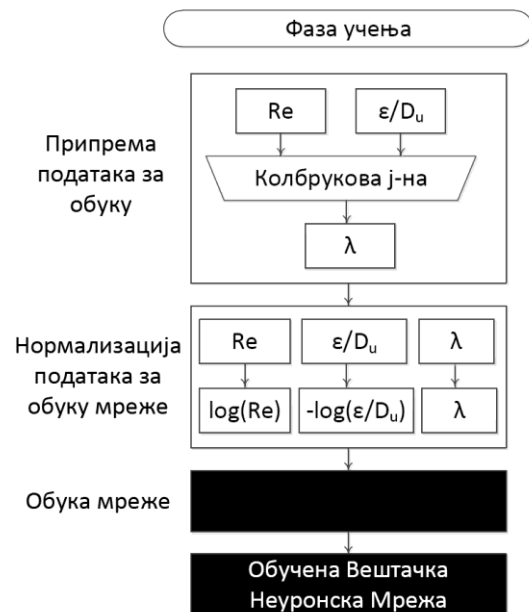 Фаза учења
Припрема
података за
обуку
Re
ε/Dᵤ
Колбрукова ј-на
λ
Нормализација
података за
обуку мреже
Re
ε/Dᵤ
λ
log(Re)
-log(ε/Dᵤ)
λ
Обука мреже
Обучена Вештачка
Неуронска Мрежа